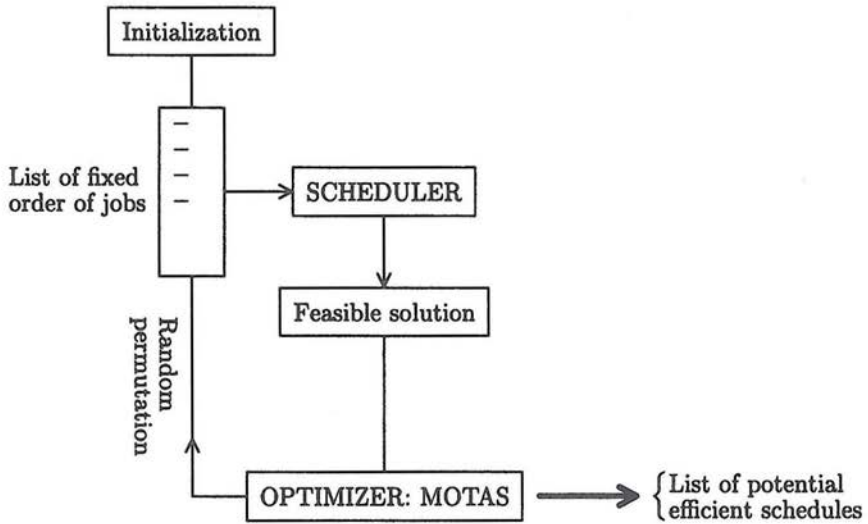 Initialization
List of fixed
order of jobs
SCHEDULER
Feasible solution
Random
permutation
OPTIMIZER: MOTAS
List of potential
efficient schedules